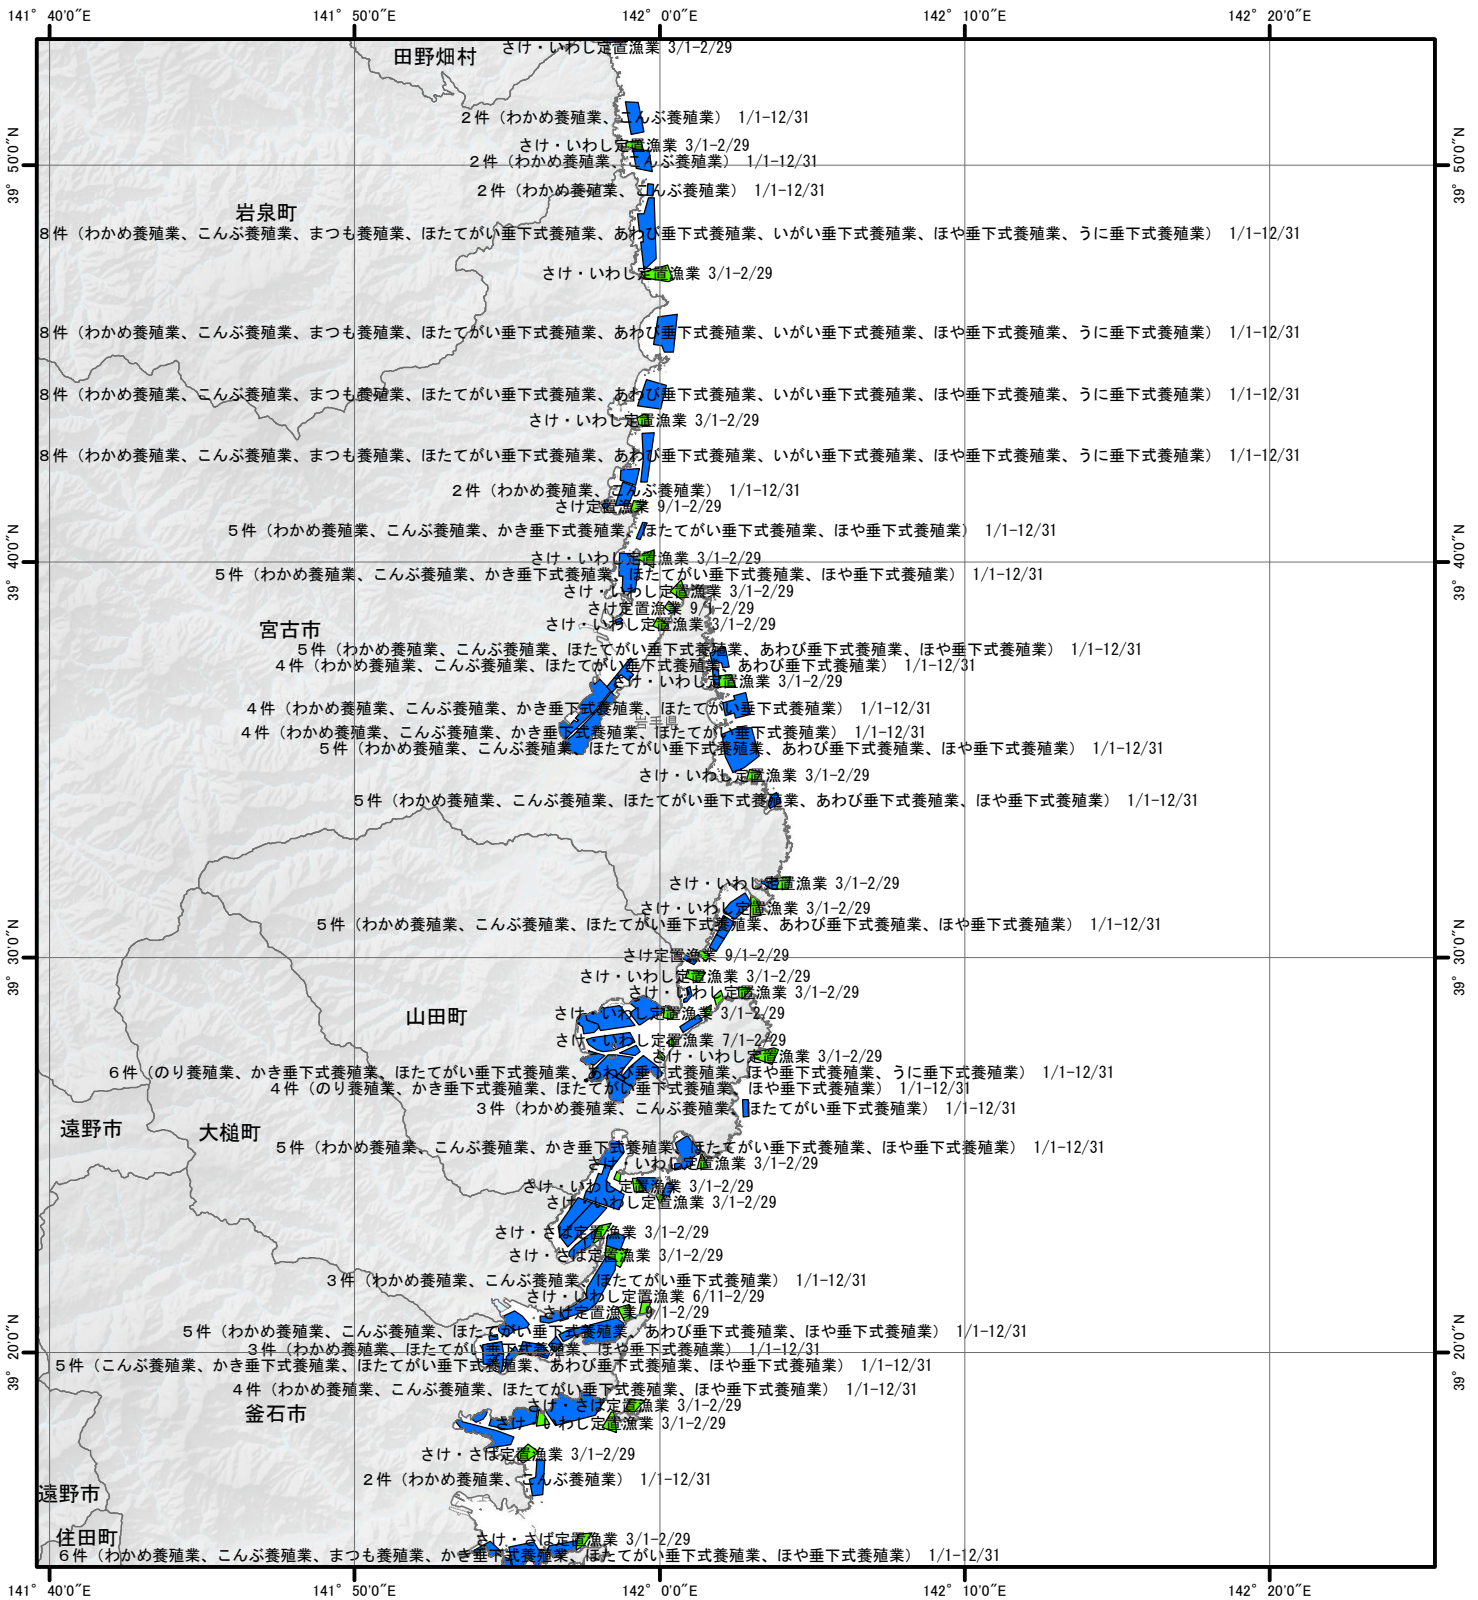 141° 40'0"E
141° 50'0"E
142° 0'0"E
142° 10'0"E
142° 20'0"E
さけ・いわし定置漁業 3/1-2/29
田野畑村
２件（わかめ養殖業、こんぶ養殖業） 1/1-12/31
さけ・いわし定置漁業 3/1-2/29
39° 50'0"N
39° 50'0"N
２件（わかめ養殖業、こんぶ養殖業） 1/1-12/31
２件（わかめ養殖業、こんぶ養殖業） 1/1-12/31
岩泉町
８件（わかめ養殖業、こんぶ養殖業、まつも養殖業、ほたてがい垂下式養殖業、あわび垂下式養殖業、いがい垂下式養殖業、ほや垂下式養殖業、うに垂下式養殖業） 1/1-12/31
さけ・いわし定置漁業 3/1-2/29
８件（わかめ養殖業、こんぶ養殖業、まつも養殖業、ほたてがい垂下式養殖業、あわび垂下式養殖業、いがい垂下式養殖業、ほや垂下式養殖業、うに垂下式養殖業） 1/1-12/31
８件（わかめ養殖業、こんぶ養殖業、まつも養殖業、ほたてがい垂下式養殖業、あわび垂下式養殖業、いがい垂下式養殖業、ほや垂下式養殖業、うに垂下式養殖業） 1/1-12/31
さけ・いわし定置漁業 3/1-2/29
８件（わかめ養殖業、こんぶ養殖業、まつも養殖業、ほたてがい垂下式養殖業、あわび垂下式養殖業、いがい垂下式養殖業、ほや垂下式養殖業、うに垂下式養殖業） 1/1-12/31
２件（わかめ養殖業、こんぶ養殖業） 1/1-12/31
さけ定置漁業 9/1-2/29
５件（わかめ養殖業、こんぶ養殖業、かき垂下式養殖業、ほたてがい垂下式養殖業、ほや垂下式養殖業） 1/1-12/31
さけ・いわし定置漁業 3/1-2/29
39° 40'0"N
39° 40'0"N
５件（わかめ養殖業、こんぶ養殖業、かき垂下式養殖業、ほたてがい垂下式養殖業、ほや垂下式養殖業） 1/1-12/31
さけ・いわし定置漁業 3/1-2/29
さけ定置漁業 9/1-2/29
さけ・いわし定置漁業 3/1-2/29
宮古市
５件（わかめ養殖業、こんぶ養殖業、ほたてがい垂下式養殖業、あわび垂下式養殖業、ほや垂下式養殖業） 1/1-12/31
４件（わかめ養殖業、こんぶ養殖業、ほたてがい垂下式養殖業、あわび垂下式養殖業） 1/1-12/31
さけ・いわし定置漁業 3/1-2/29
４件（わかめ養殖業、こんぶ養殖業、かき垂下式養殖業、ほたてがい垂下式養殖業） 1/1-12/31
岩手県
４件（わかめ養殖業、こんぶ養殖業、かき垂下式養殖業、ほたてがい垂下式養殖業） 1/1-12/31
５件（わかめ養殖業、こんぶ養殖業、ほたてがい垂下式養殖業、あわび垂下式養殖業、ほや垂下式養殖業） 1/1-12/31
さけ・いわし定置漁業 3/1-2/29
５件（わかめ養殖業、こんぶ養殖業、ほたてがい垂下式養殖業、あわび垂下式養殖業、ほや垂下式養殖業） 1/1-12/31
さけ・いわし定置漁業 3/1-2/29
さけ・いわし定置漁業 3/1-2/29
５件（わかめ養殖業、こんぶ養殖業、ほたてがい垂下式養殖業、あわび垂下式養殖業、ほや垂下式養殖業） 1/1-12/31
さけ定置漁業 9/1-2/29
39° 30'0"N
39° 30'0"N
さけ・いわし定置漁業 3/1-2/29
さけ・いわし定置漁業 3/1-2/29
さけ・いわし定置漁業 3/1-2/29
山田町
さけ・いわし定置漁業 7/1-2/29
さけ・いわし定置漁業 3/1-2/29
６件（のり養殖業、かき垂下式養殖業、ほたてがい垂下式養殖業、あわび垂下式養殖業、ほや垂下式養殖業、うに垂下式養殖業） 1/1-12/31
４件（のり養殖業、かき垂下式養殖業、ほたてがい垂下式養殖業、ほや垂下式養殖業） 1/1-12/31
３件（わかめ養殖業、こんぶ養殖業、ほたてがい垂下式養殖業） 1/1-12/31
遠野市
大槌町
５件（わかめ養殖業、こんぶ養殖業、かき垂下式養殖業、ほたてがい垂下式養殖業、ほや垂下式養殖業） 1/1-12/31
さけ・いわし定置漁業 3/1-2/29
さけ・いわし定置漁業 3/1-2/29
さけ・いわし定置漁業 3/1-2/29
さけ・さば定置漁業 3/1-2/29
さけ・さば定置漁業 3/1-2/29
３件（わかめ養殖業、こんぶ養殖業、ほたてがい垂下式養殖業） 1/1-12/31
さけ・いわし定置漁業 6/11-2/29
さけ定置漁業 9/1-2/29
５件（わかめ養殖業、こんぶ養殖業、ほたてがい垂下式養殖業、あわび垂下式養殖業、ほや垂下式養殖業） 1/1-12/31
３件（わかめ養殖業、ほたてがい垂下式養殖業、ほや垂下式養殖業） 1/1-12/31
39° 20'0"N
39° 20'0"N
５件（こんぶ養殖業、かき垂下式養殖業、ほたてがい垂下式養殖業、あわび垂下式養殖業、ほや垂下式養殖業） 1/1-12/31
４件（わかめ養殖業、こんぶ養殖業、ほたてがい垂下式養殖業、ほや垂下式養殖業） 1/1-12/31
さけ・さば定置漁業 3/1-2/29
釜石市
さけ・いわし定置漁業 3/1-2/29
さけ・さば定置漁業 3/1-2/29
２件（わかめ養殖業、こんぶ養殖業） 1/1-12/31
遠野市
住田町
さけ・さば定置漁業 3/1-2/29
６件（わかめ養殖業、こんぶ養殖業、まつも養殖業、かき垂下式養殖業、ほたてがい垂下式養殖業、ほや垂下式養殖業） 1/1-12/31
141° 40'0"E
141° 50'0"E
142° 0'0"E
142° 10'0"E
142° 20'0"E